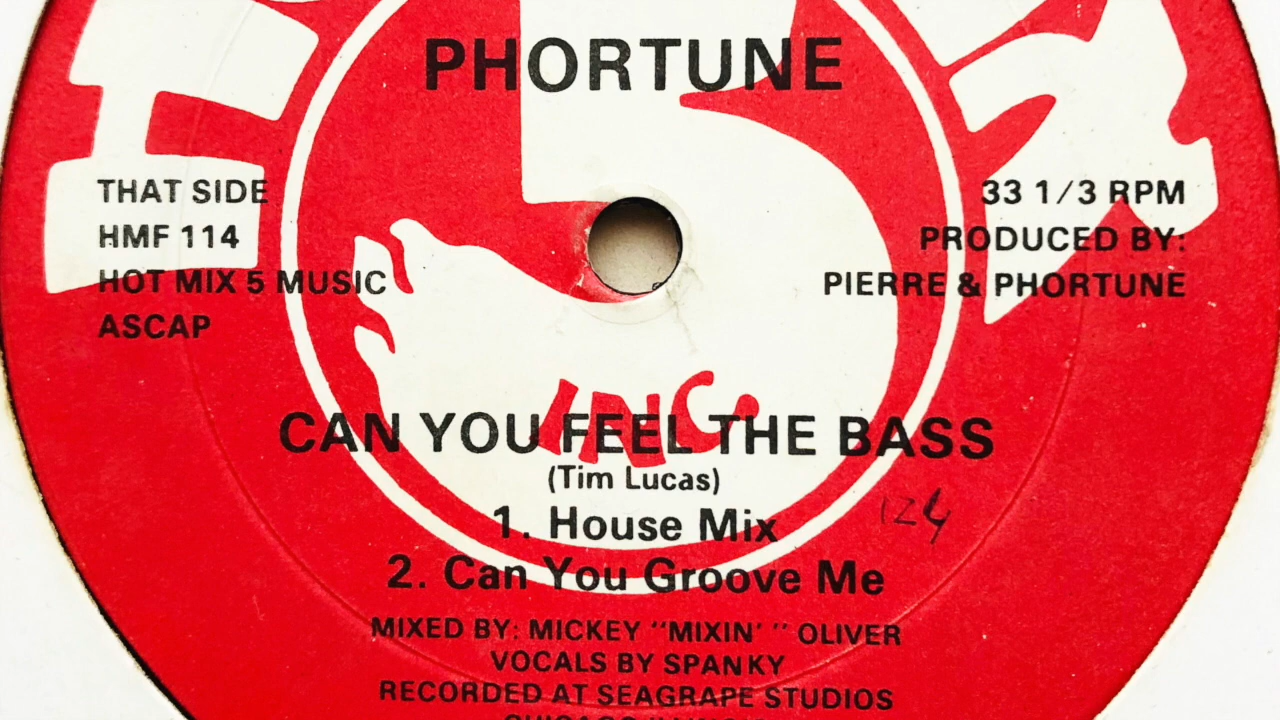 PHORTUNE
THAT SIDE
HMF 114
HOT MIX 5 MUSIC
ASCAP
33 1/3 RPM
PRODUCED BY:
PIERRE & PHORTUNE
5
INC.
CAN YOU FEEL THE BASS
(Tim Lucas)
1. House Mix
124
2. Can You Groove Me
MIXED BY: MICKEY "MIXIN' " OLIVER
VOCALS BY SPANKY
RECORDED AT SEAGRAPE STUDIOS